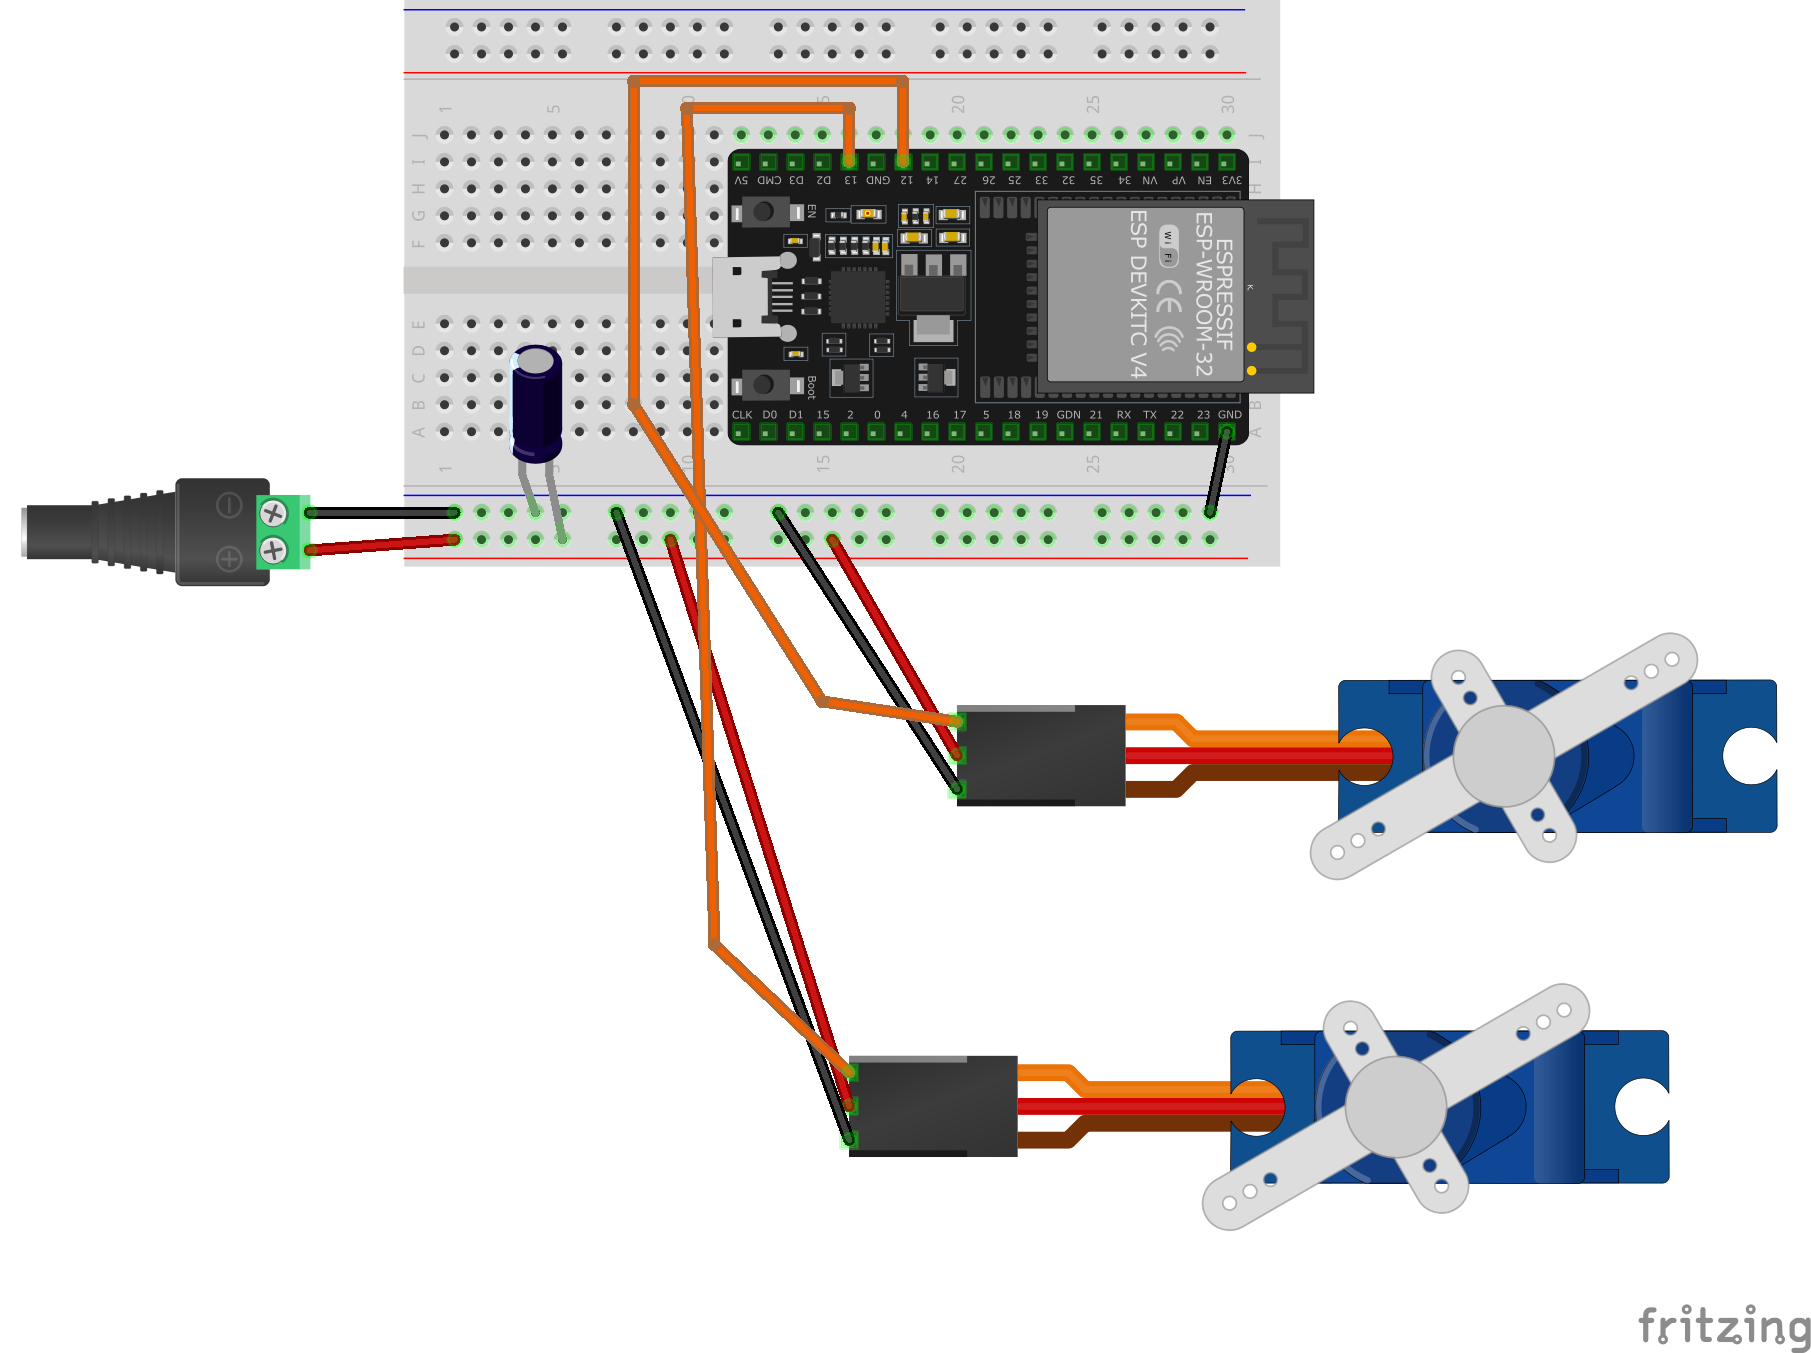 1 5 10 15 20 25 30
J J
I I
H H
G
F
5V CMD D3 D2 13 GND 12 14 27 26 25 33 32 35 34 VN VP EN 3V3
EN
ESPRESSIF
ESP-WROOM-32
Wi Fi
CE
ESP DEVKITC V4
K
Boot
E
D
C
B B
A A
CLK D0 D1 15 2 0 4 16 17 5 18 19 GDN 21 RX TX 22 23 GND
1 5 10 15 20 25 30
−
+
fritzing